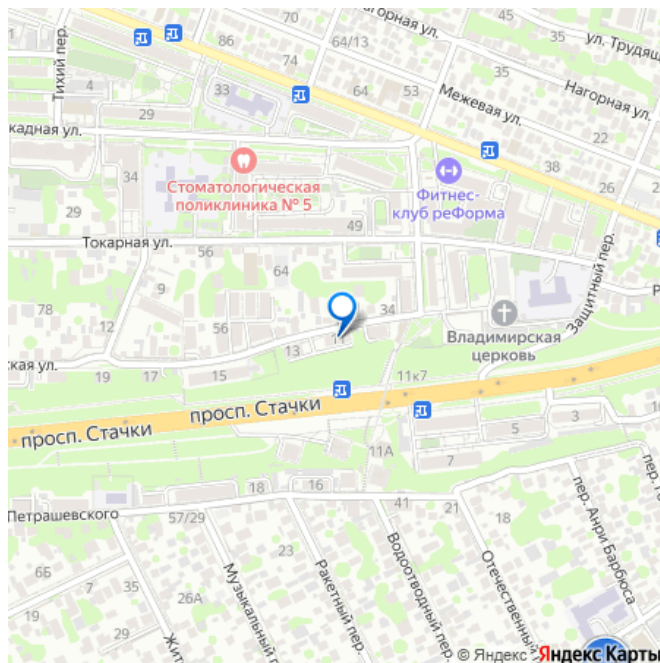 70
Нагорная ул.
ул. Трудящ
86
64/13
35
Тихий пер.
74
4
33
64
53
45
Нагорная ул.
29
Межевая ул.
22
кадная ул.
38
34
Стоматологическая
поликлиника № 5
Фитнес-
клуб реФорма
26
29
49
Токарная ул.
56
64
9
Р
Защитный пер.
78
34
56
12
13
Владимирская
церковь
ская ул.
19
17
15
11к7
просп. Стачки
просп. Стачки
3
5
11А
7
18
16
41
21
18
Петрашевского
57/29
23
6Б
7
35
26А
Музыкальный п
Ракетный пер.
Водоотводный пер.
Отечественный
пер. Анри Барбюса
пер. Г
Жит
© Яндекс Яндекс Карты